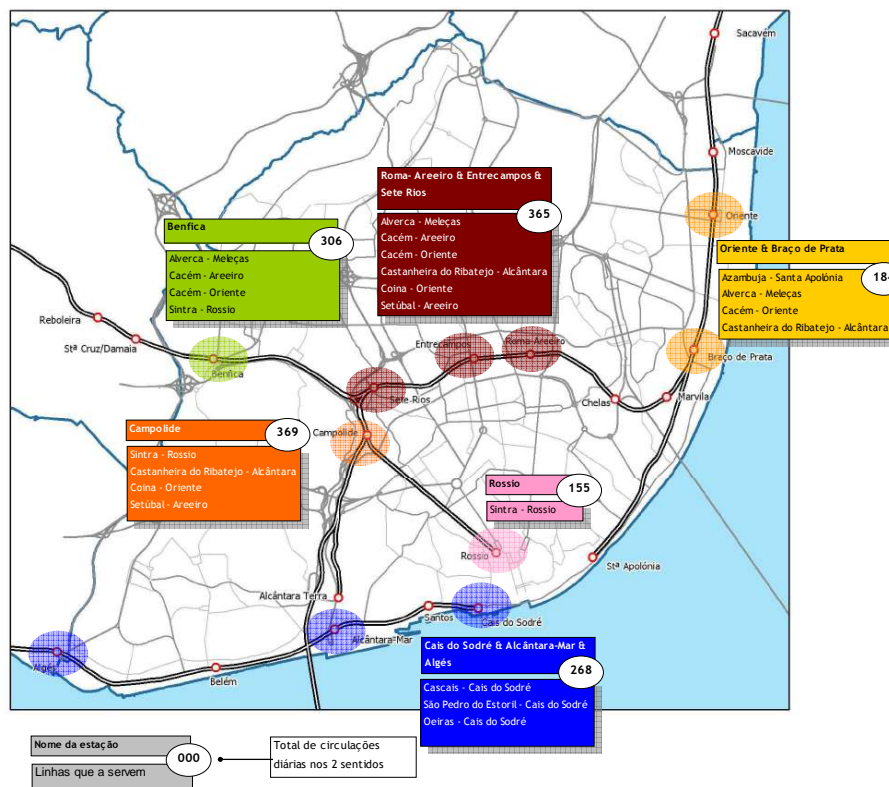 Sacavém
Moscavide
Oriente
Roma- Areeiro & Entrecampos &
Sete Rios
365
Alverca - Meleças
Cacém - Areeiro
Cacém - Oriente
Castanheira do Ribatejo - Alcântara
Coina - Oriente
Setúbal - Areeiro
Benfica
306
Alverca - Meleças
Cacém - Areeiro
Cacém - Oriente
Sintra - Rossio
Oriente & Braço de Prata
Azambuja - Santa Apolónia
Alverca - Meleças
Cacém - Oriente
Castanheira do Ribatejo - Alcântara
Reboleira
Stª Cruz/Damaia
Benfica
Entrecampos
Roma-Areeiro
Braço de Prata
Sete-Rios
Chelas
Marvila
Campolide
Campolide
369
Sintra - Rossio
Castanheira do Ribatejo - Alcântara
Coina - Oriente
Setúbal - Areeiro
Rossio
155
Sintra - Rossio
Rossio
Stª Apolónia
Alcântara Terra
Santos
Cais do Sodré
Alcântara-Mar
Algés
Belém
Cais do Sodré & Alcântara-Mar &
Algés
268
Cascais - Cais do Sodré
São Pedro do Estoril - Cais do Sodré
Oeiras - Cais do Sodré
Nome da estação
000
Linhas que a servem
Total de circulações
diárias nos 2 sentidos